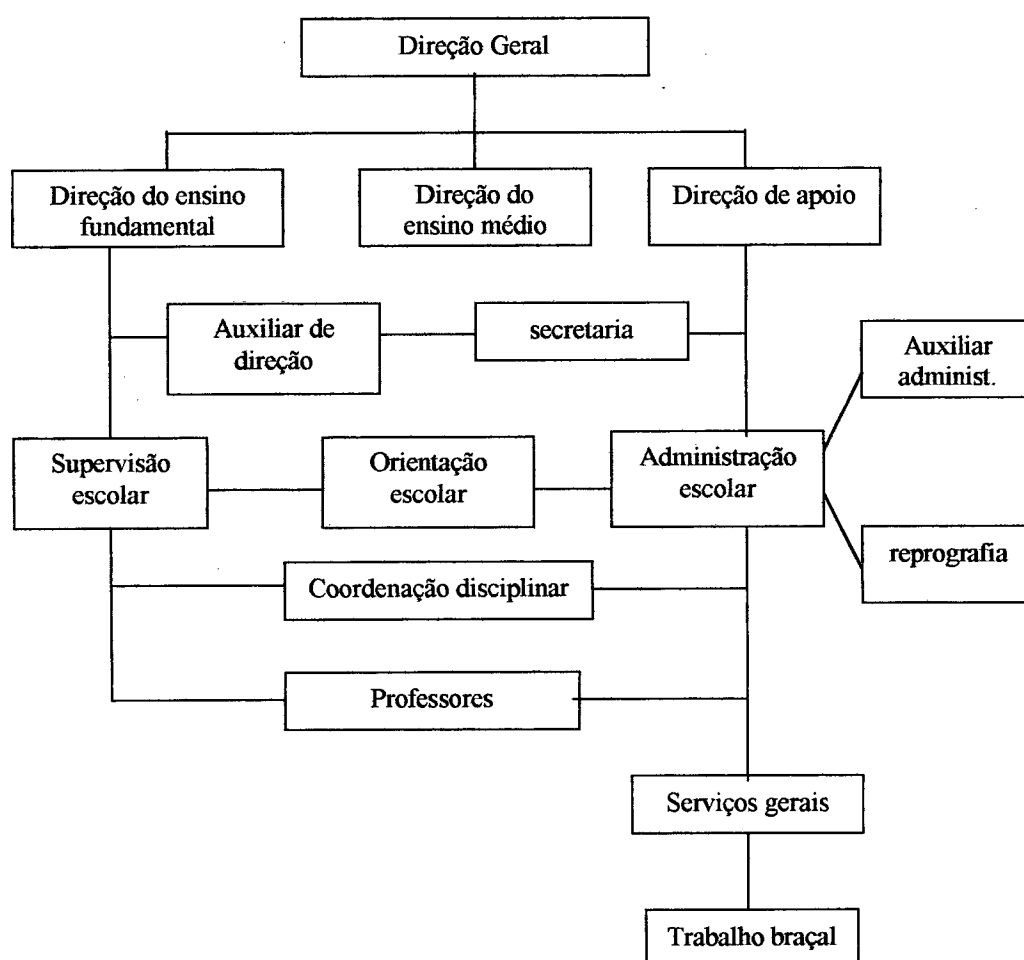 Direção Geral
Direção do ensino
fundamental
Direção do
ensino médio
Direção de apoio
Auxiliar de
direção
secretaria
Auxiliar
administ.
Supervisão
escolar
Orientação
escolar
Administração
escolar
reprografia
Coordenação disciplinar
Professores
Serviços gerais
Trabalho braçal